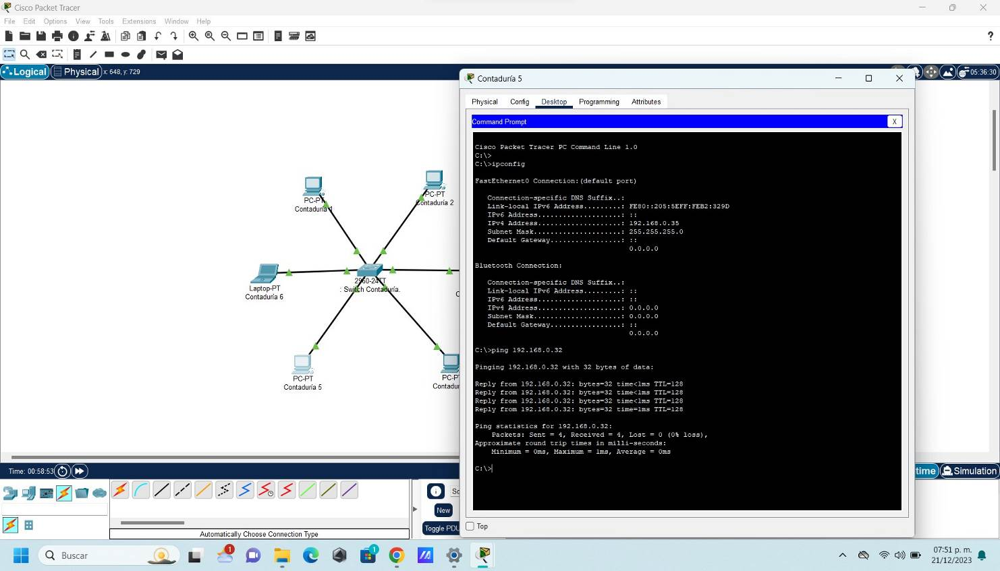 Cisco Packet Tracer
File Edit Options View Tools Extensions Window Help
?
Logical Physical x: 648, y: 729
05:36:30
PC-PT
Contaduría 1
PC-PT
Contaduría 2
Laptop-PT
Contaduría 6
2960-24TT
: Switch Contaduría.
PC-PT
Contaduría 5
PC-P
Contadur
Contaduría 5
Physical Config Desktop Programming Attributes
Command Prompt
X
Cisco Packet Tracer PC Command Line 1.0
C:\>
C:\>ipconfig
FastEthernet0 Connection:(default port)
Connection-specific DNS Suffix..:
Link-local IPv6 Address.........: FE80::205:5EFF:FEB2:329D
IPv6 Address....................: ::
IPv4 Address....................: 192.168.0.35
Subnet Mask.....................: 255.255.255.0
Default Gateway.................: ::
0.0.0.0
Bluetooth Connection:
Connection-specific DNS Suffix..:
Link-local IPv6 Address.........: ::
IPv6 Address....................: ::
IPv4 Address....................: 0.0.0.0
Subnet Mask.....................: 0.0.0.0
Default Gateway.................: ::
0.0.0.0
C:\>ping 192.168.0.32
Pinging 192.168.0.32 with 32 bytes of data:
Reply from 192.168.0.32: bytes=32 time<1ms TTL=128
Reply from 192.168.0.32: bytes=32 time<1ms TTL=128
Reply from 192.168.0.32: bytes=32 time<1ms TTL=128
Reply from 192.168.0.32: bytes=32 time=1ms TTL=128
Ping statistics for 192.168.0.32:
Packets: Sent = 4, Received = 4, Lost = 0 (0% loss),
Approximate round trip times in milli-seconds:
Minimum = 0ms, Maximum = 1ms, Average = 0ms
C:\>
Top
Time: 00:58:53
time Simulation
Sc
New
Toggle PDU
Automatically Choose Connection Type
Buscar
1
1
07:51 p. m.
21/12/2023